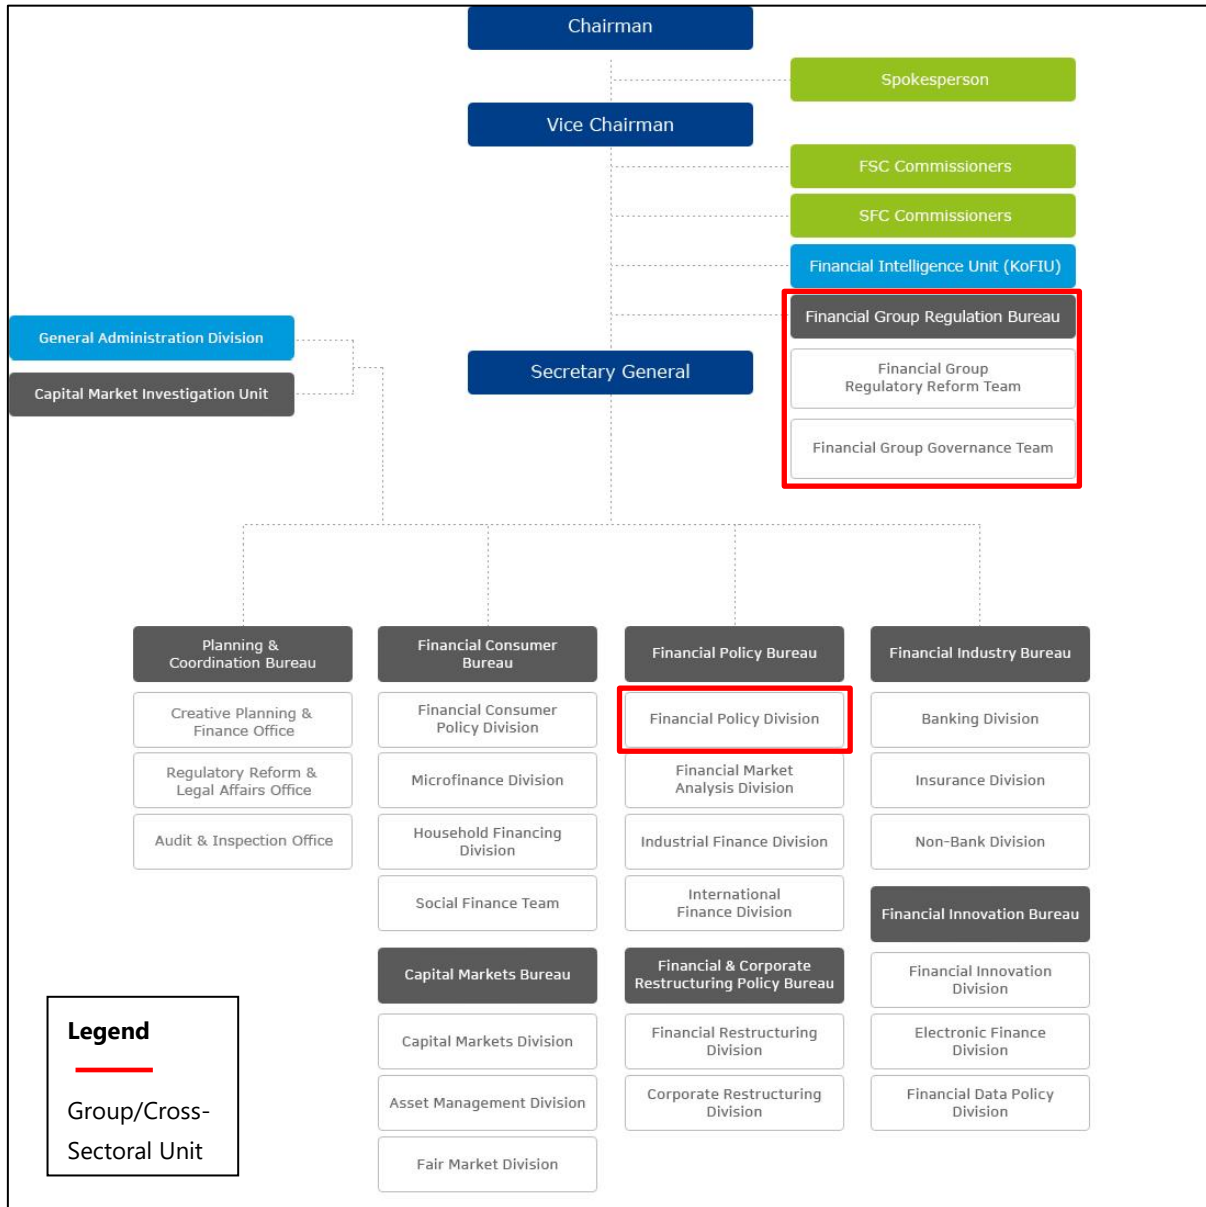 Chairman
Spokesperson
Vice Chairman
FSC Commissioners
SFC Commissioners
Financial Intelligence Unit (KoFIU)
Financial Group Regulation Bureau
General Administration Division
Financial Group
Regulatory Reform Team
Secretary General
Capital Market Investigation Unit
Financial Group Governance Team
Planning &
Coordination Bureau
Creative Planning &
Finance Office
Regulatory Reform &
Legal Affairs Office
Audit & Inspection Office
Financial Consumer
Bureau
Financial Consumer
Policy Division
Microfinance Division
Household Financing
Division
Social Finance Team
Capital Markets Bureau
Capital Markets Division
Asset Management Division
Fair Market Division
Financial Policy Bureau
Financial Policy Division
Financial Market
Analysis Division
Industrial Finance Division
International
Finance Division
Financial & Corporate
Restructuring Policy Bureau
Financial Restructuring
Division
Corporate Restructuring
Division
Financial Industry Bureau
Banking Division
Insurance Division
Non-Bank Division
Financial Innovation Bureau
Financial Innovation
Division
Electronic Finance
Division
Financial Data Policy
Division
Legend
Group/Cross-
Sectoral Unit